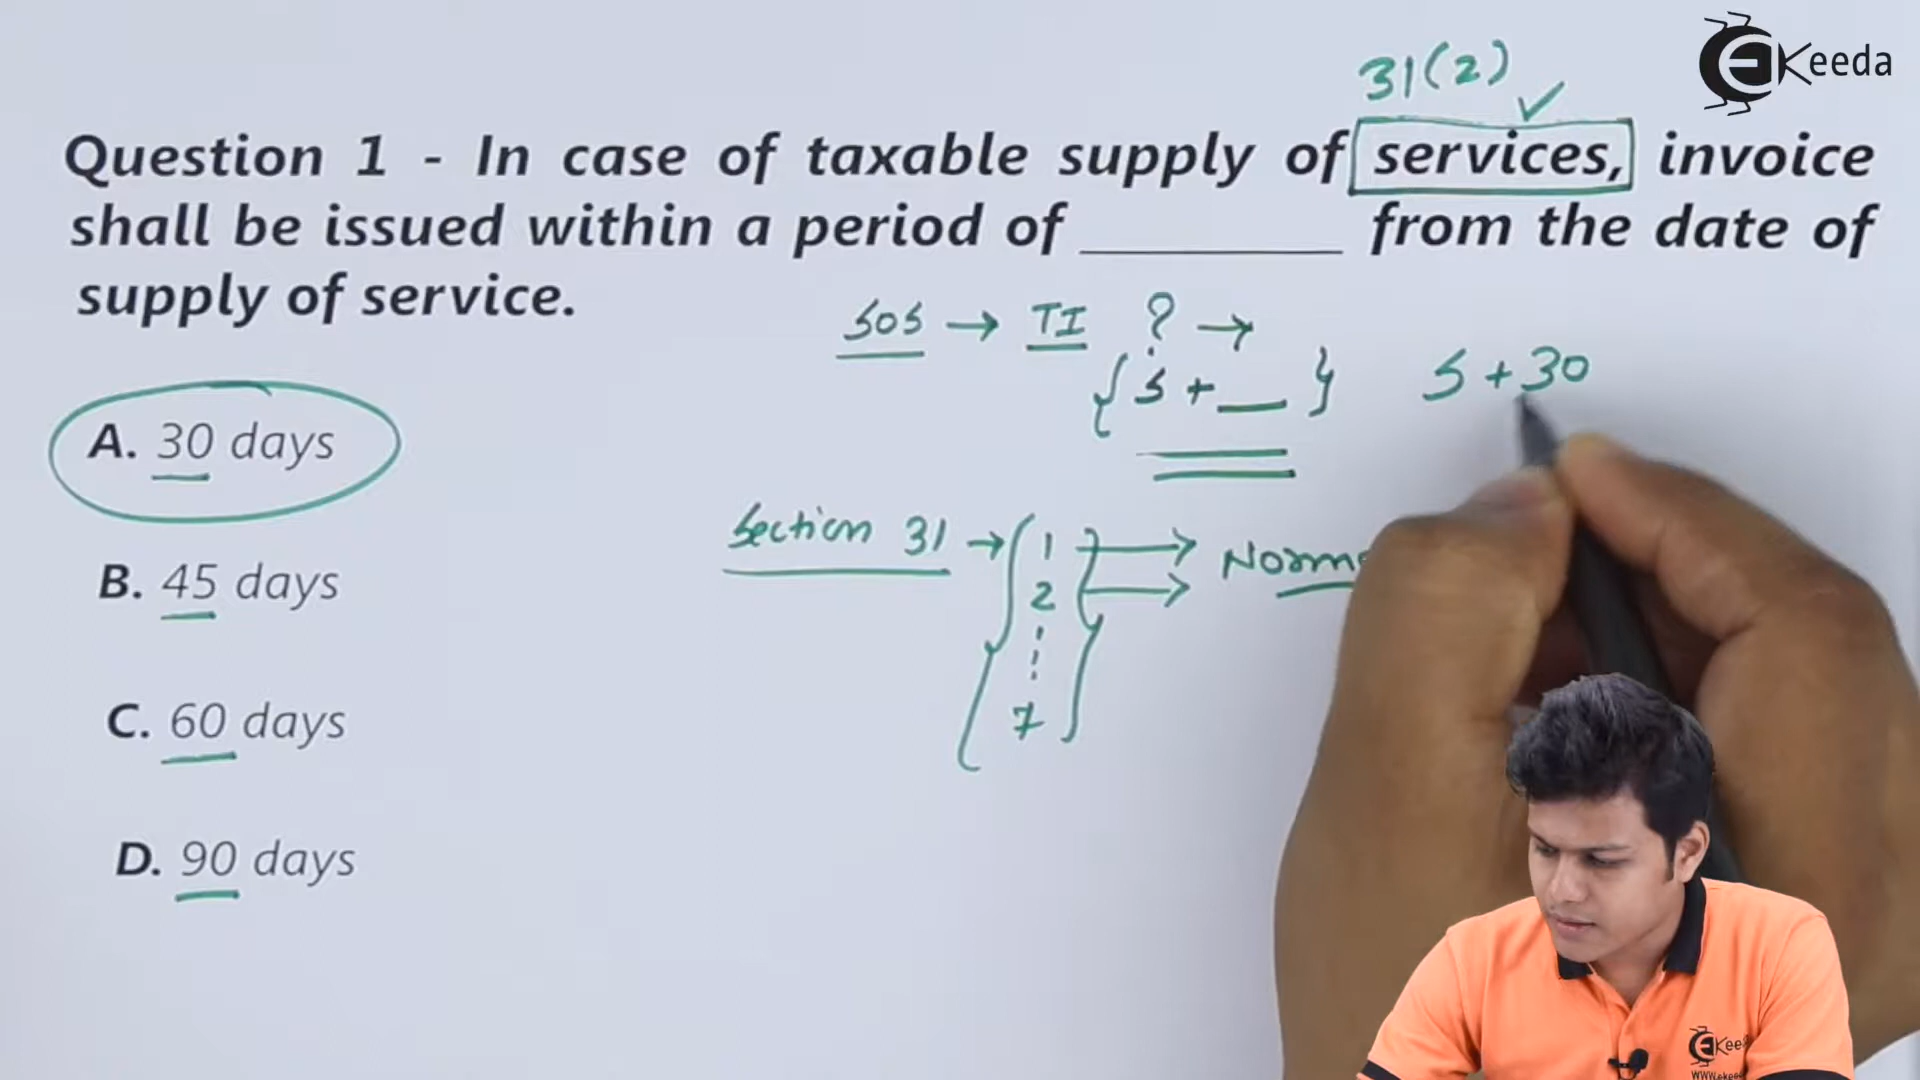 31(2) ✓
EKeeda
Question 1 - In case of taxable supply of services, invoice
shall be issued within a period of ________ from the date of
supply of service.
SOS → TI ? →
{S + __} S + 30
A. 30 days
Section 31 → 1 → Norm
B. 45 days
2 →
C. 60 days
7
D. 90 days
EKee